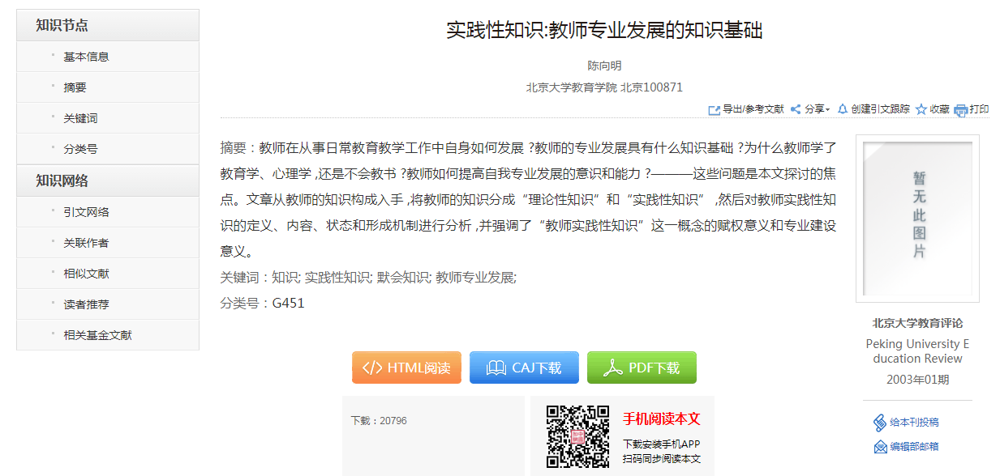 知识节点
基本信息
摘要
关键词
分类号
知识网络
引文网络
关联作者
相似文献
读者推荐
相关基金文献
实践性知识:教师专业发展的知识基础
陈向明
北京大学教育学院 北京100871
导出/参考文献 分享 创建引文跟踪 收藏 打印
摘要：教师在从事日常教育教学工作中自身如何发展 ?教师的专业发展具有什么知识基础 ?为什么教师学了
教育学、心理学 ,还是不会教书 ?教师如何提高自我专业发展的意识和能力 ?———这些问题是本文探讨的焦
点。文章从教师的知识构成入手 ,将教师的知识分成“理论性知识”和“实践性知识” ,然后对教师实践性知
识的定义、内容、状态和形成机制进行分析 ,并强调了“教师实践性知识”这一概念的赋权意义和专业建设
意义。
关键词：知识; 实践性知识; 默会知识; 教师专业发展;
分类号：G451
HTML阅读 CAJ下载 PDF下载
下载：20796
手机阅读本文
下载安装手机APP
扫码同步阅读本文
暂无此图片
北京大学教育评论
Peking University E
ducation Review
2003年01期
给本刊投稿
编辑部邮箱